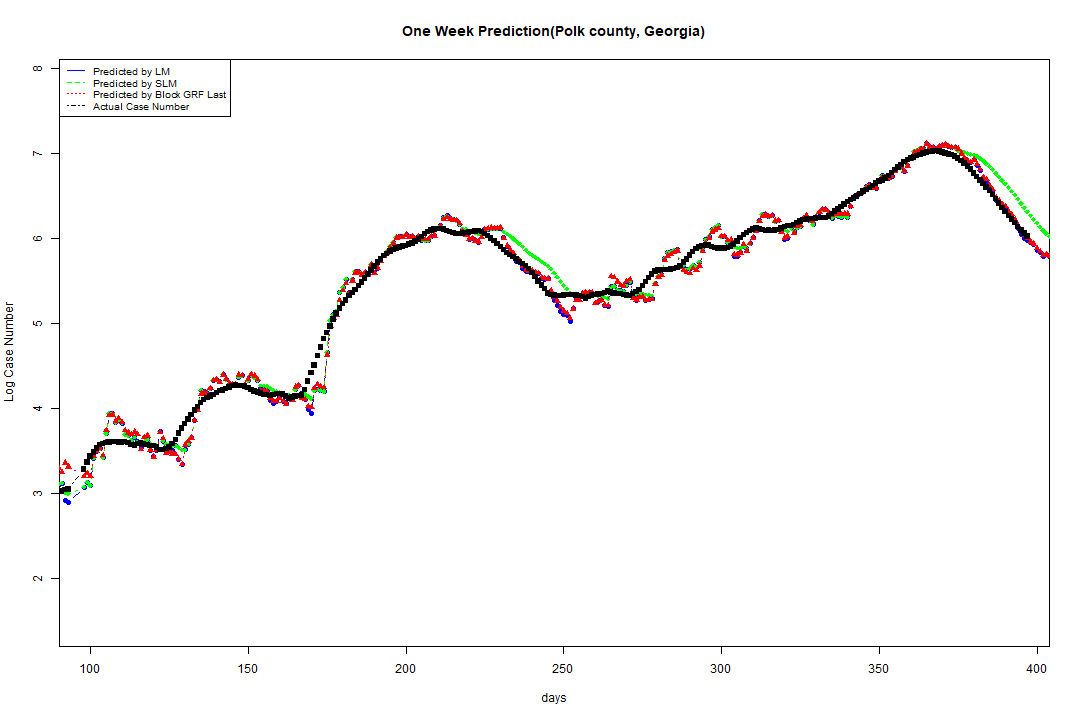 One Week Prediction(Polk county, Georgia)
Predicted by LM
Predicted by SLM
Predicted by Block GRF Last
Actual Case Number
8
7
6
5
4
3
2
Log Case Number
100 150 200 250 300 350 400
days